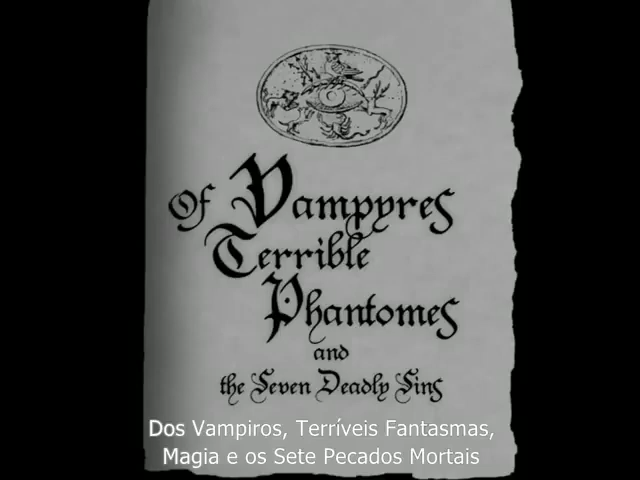 Of Vampyres
Terrible
Phantomes
and
the Seven Deadly Sins
Dos Vampiros, Terríveis Fantasmas,
Magia e os Sete Pecados Mortais